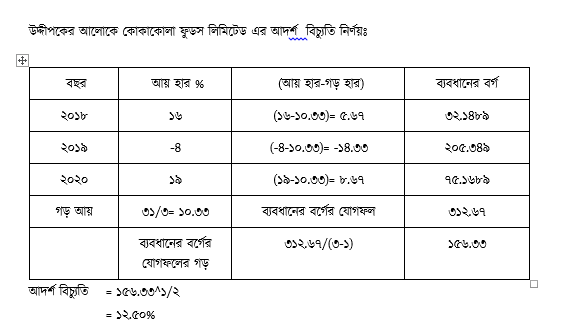 উদ্দীপকের আলোকে কোকাকোলা ফুডস লিমিটেড এর আদর্শ বিচ্যুতি নির্ণয়ঃ
বছর আয় হার % (আয় হার-গড় হার) ব্যবধানের বর্গ
২০১৮ ১৬ (১৬-১০.৩৩)= ৫.৬৭ ৩২.১৪৮৯
২০১৯ -4 (-4-১০.৩৩)= -১৪.৩৩ ২০৫.৩৪৯
২০২০ ১৯ (১৯-১০.৩৩)= ৮.৬৭ ৭৫.১৬৮৯
গড় আয় ৩১/৩= ১০.৩৩ ব্যবধানের বর্গের যোগফল ৩১২.৬৭
ব্যবধানের বর্গের
যোগফলের গড় ৩১২.৬৭/(৩-১) ১৫৬.৩৩
আদর্শ বিচ্যুতি = ১৫৬.৩৩^১/২
= ১২.৫০%